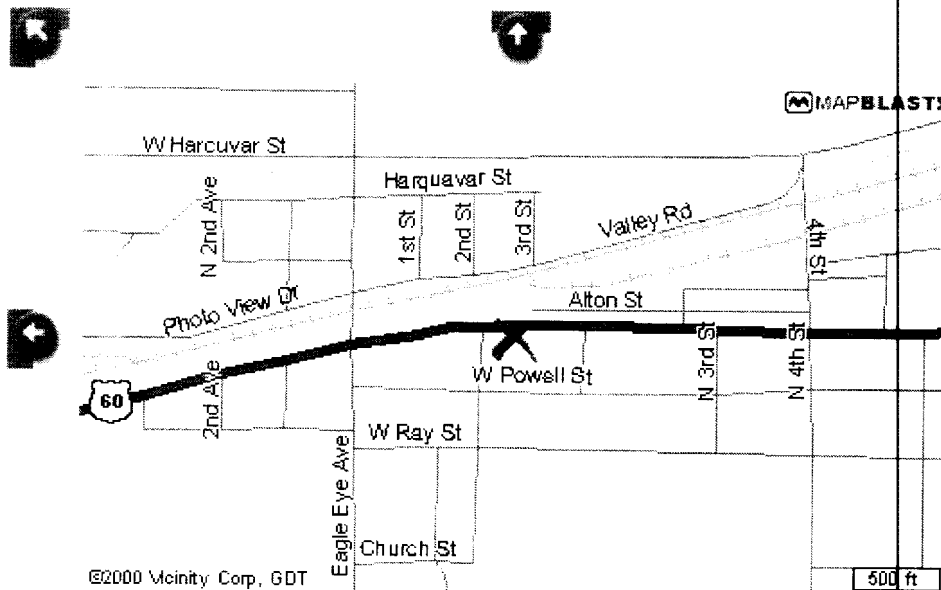 MAPBLAST!
W Harcuvar St
Harquavar St
N 2nd Ave
1st St
2nd St
3rd St
Valley Rd
4th St
Photo View Dr
Alton St
60
2nd Ave
W Powell St
N 3rd St
N 4th St
W Ray St
Eagle Eye Ave
Church St
©2000 Vicinity Corp, GDT
500 ft